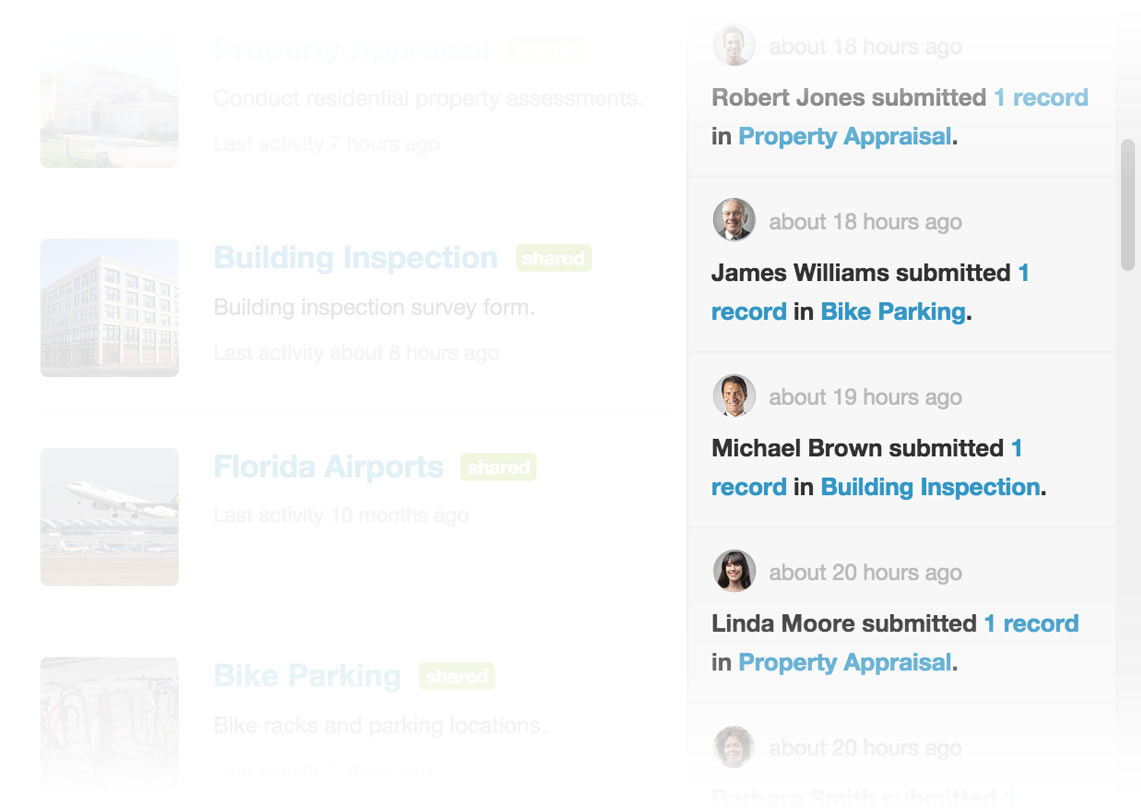 Property Appraisal
Conduct residential property assessments.
Last activity 7 hours ago
Building Inspection shared
Building inspection survey form.
Last activity about 8 hours ago
Florida Airports shared
Last activity 10 months ago
Bike Parking shared
Bike racks and parking locations.
about 18 hours ago
Robert Jones submitted 1 record
in Property Appraisal.
about 18 hours ago
James Williams submitted 1
record in Bike Parking.
about 19 hours ago
Michael Brown submitted 1
record in Building Inspection.
about 20 hours ago
Linda Moore submitted 1 record
in Property Appraisal.
about 20 hours ago
Barbara Smith submitted 1